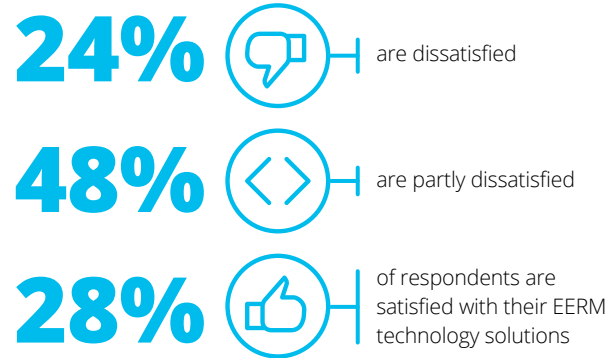 24%
are dissatisfied
48%
are partly dissatisfied
28%
of respondents are
satisfied with their EERM
technology solutions